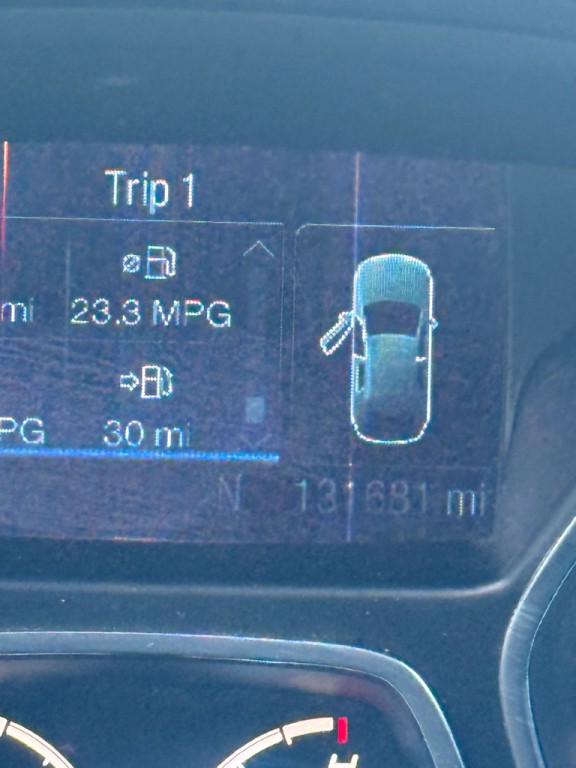 Trip 1
mi 23.3 MPG
PG 30 mi
N 131681 mi
H